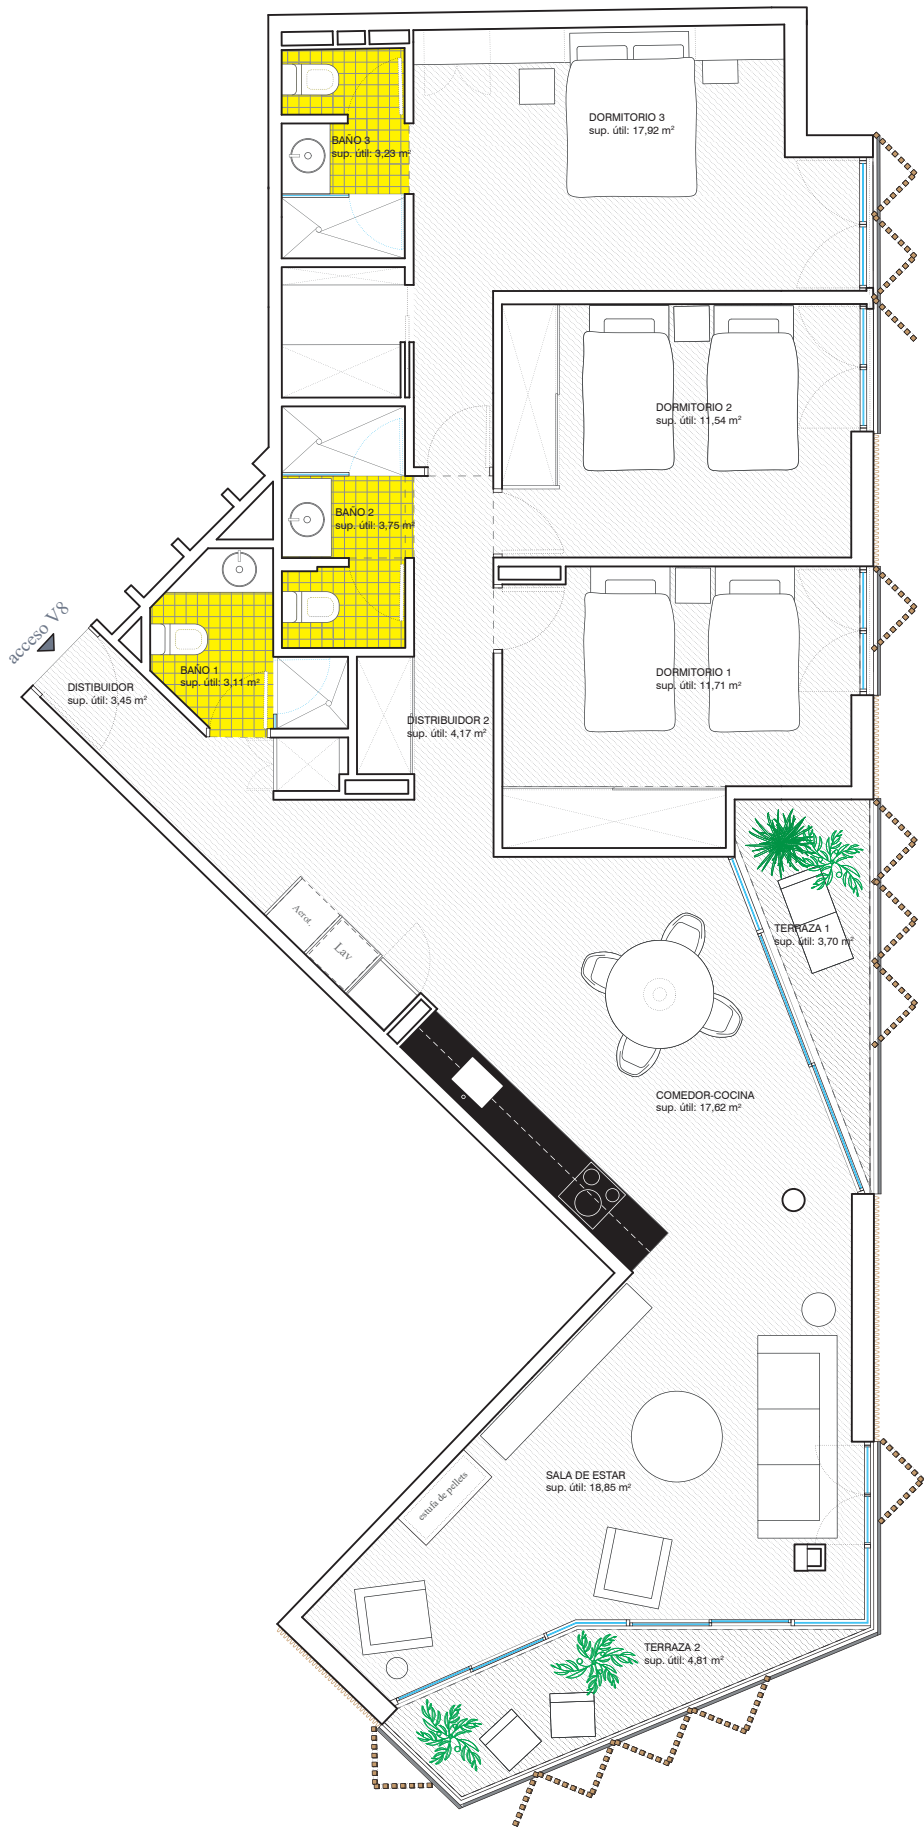 DORMITORIO 3
sup. útil: 17,92 m²
BAÑO 3
sup. útil: 3,23 m²
DORMITORIO 2
sup. útil: 11,54 m²
BAÑO 2
sup. útil: 3,75 m²
acceso V8
BAÑO 1
sup. útil: 3,11 m²
DISTIBUIDOR
sup. útil: 3,45 m²
DORMITORIO 1
sup. útil: 11,71 m²
DISTRIBUIDOR 2
sup. útil: 4,17 m²
Aerot.
Lav
TERRAZA 1
sup. útil: 3,70 m²
COMEDOR-COCINA
sup. útil: 17,62 m²
SALA DE ESTAR
sup. útil: 18,85 m²
estufa de pellets
TERRAZA 2
sup. útil: 4,81 m²